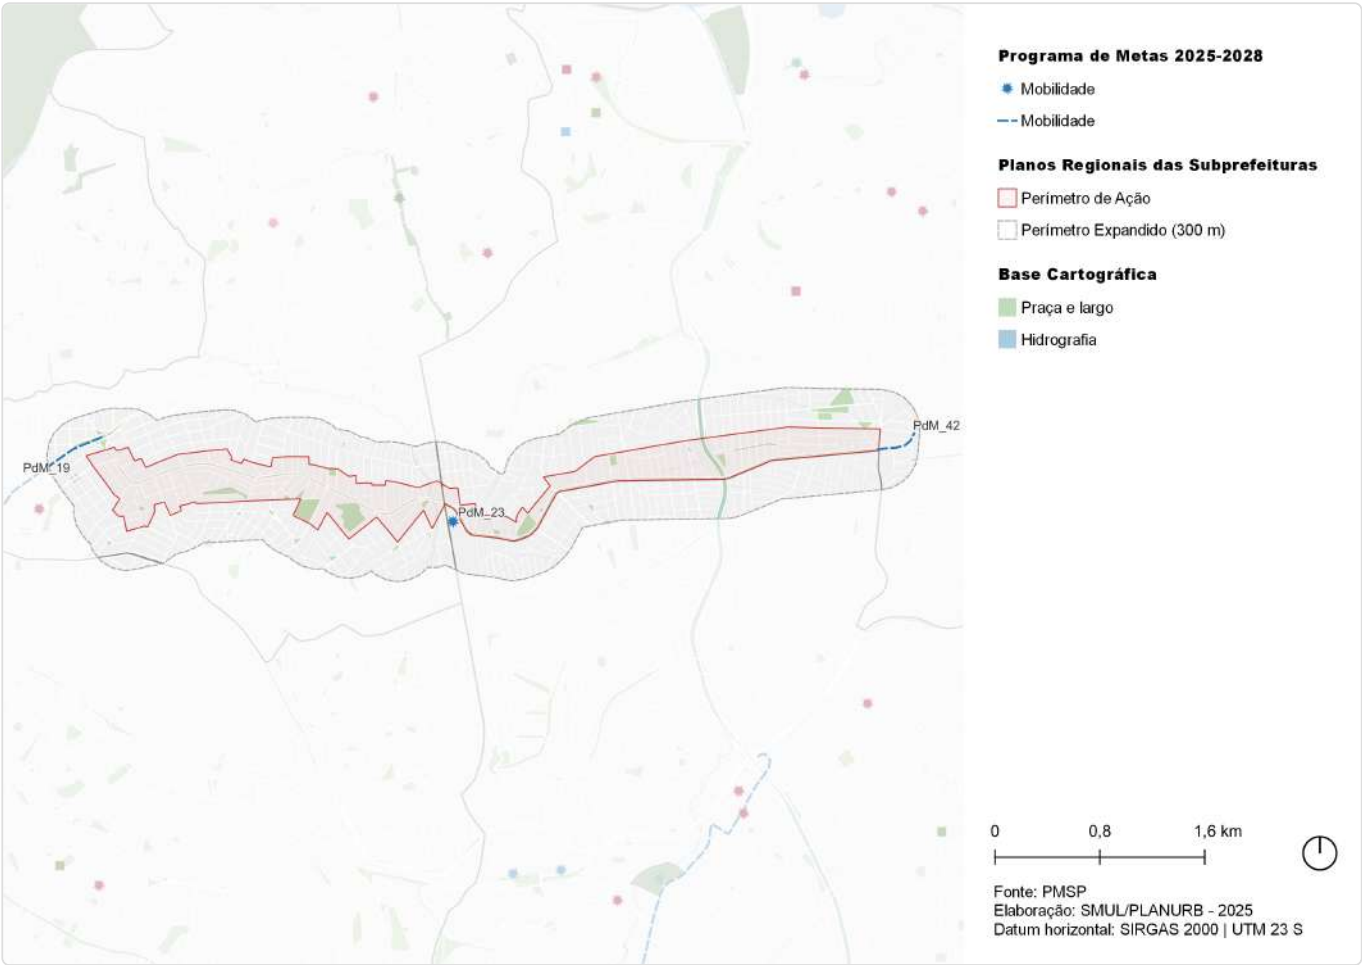 Programa de Metas 2025-2028
Mobilidade
Mobilidade
Planos Regionais das Subprefeituras
Perímetro de Ação
Perímetro Expandido (300 m)
Base Cartográfica
Praça e largo
Hidrografia
PdM_42
PdM_19
PdM_23
0 0,8 1,6 km
Fonte: PMSP
Elaboração: SMUL/PLANURB - 2025
Datum horizontal: SIRGAS 2000 | UTM 23 S